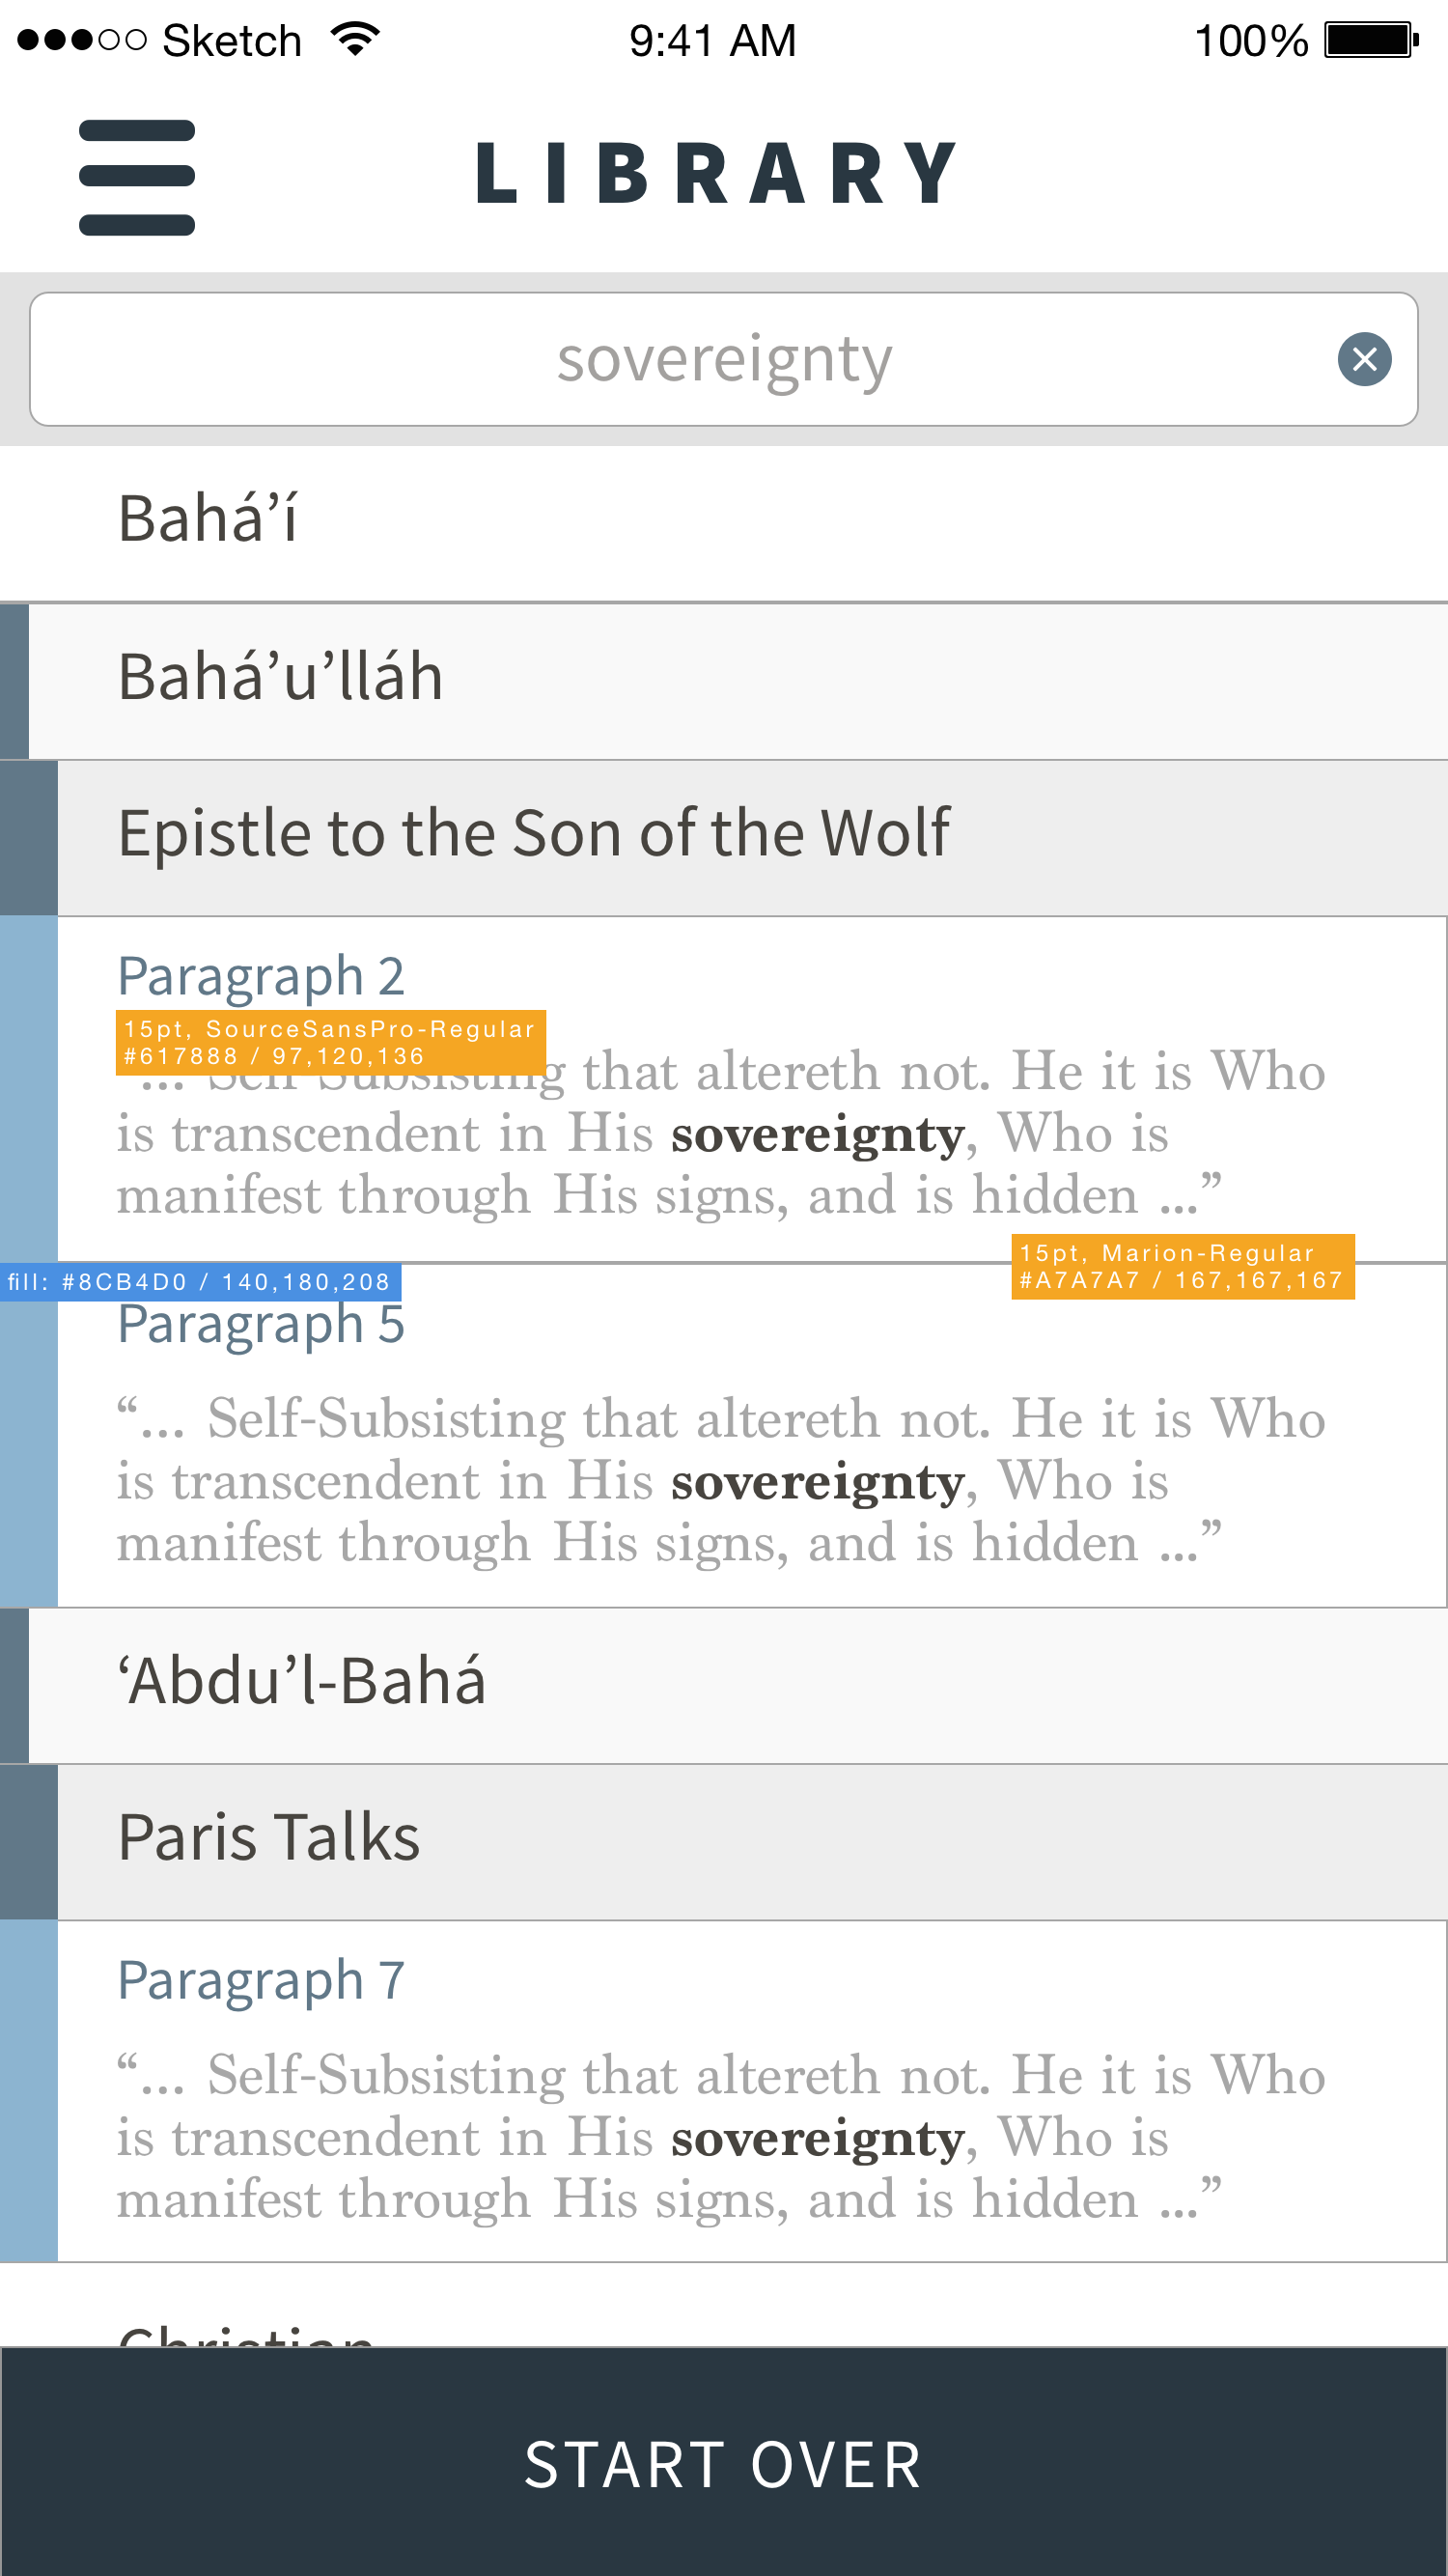 Sketch 9:41 AM 100%
LIBRARY
sovereignty
Bahá’í
Bahá’u’lláh
Epistle to the Son of the Wolf
Paragraph 2
15pt, SourceSansPro-Regular
#617888 / 97,120,136
... Self-Subsisting that altereth not. He it is Who
is transcendent in His sovereignty, Who is
manifest through His signs, and is hidden ...”
15pt, Marion-Regular
#A7A7A7 / 167,167,167
fill: #8CB4D0 / 140,180,208
Paragraph 5
“... Self-Subsisting that altereth not. He it is Who
is transcendent in His sovereignty, Who is
manifest through His signs, and is hidden ...”
‘Abdu’l-Bahá
Paris Talks
Paragraph 7
“... Self-Subsisting that altereth not. He it is Who
is transcendent in His sovereignty, Who is
manifest through His signs, and is hidden ...”
Christian
START OVER